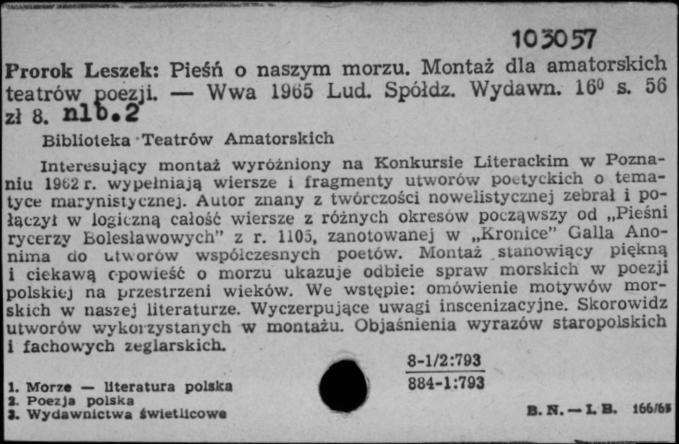 103057
Prorok Leszek: Pieśń o naszym morzu. Montaż dla amatorskich
teatrów poezji. — Wwa 1965 Lud. Spółdz. Wydawn. 16⁰ s. 56
zł 8. nlb.2
Biblioteka Teatrów Amatorskich
Interesujący montaż wyróżniony na Konkursie Literackim w Pozna-
niu 1962 r. wypełniają wiersze i fragmenty utworów poetyckich o tema-
tyce marynistycznej. Autor znany z twórczości nowelistycznej zebrał i po-
łączył w logiczną całość wiersze z różnych okresów począwszy od „Pieśni
rycerzy Bolesławowych” z r. 1105, zanotowanej w „Kronice” Galla Ano-
nima do utworów współczesnych poetów. Montaż stanowiący piękną
i ciekawą opowieść o morzu ukazuje odbicie spraw morskich w poezji
polskiej na przestrzeni wieków. We wstępie: omówienie motywów mor-
skich w naszej literaturze. Wyczerpujące uwagi inscenizacyjne. Skorowidz
utworów wykorzystanych w montażu. Objaśnienia wyrazów staropolskich
i fachowych żeglarskich.
8-1/2:793
884-1:793
1. Morze — literatura polska
2. Poezja polska
3. Wydawnictwa świetlicowe
B. N. — I. B. 166/65